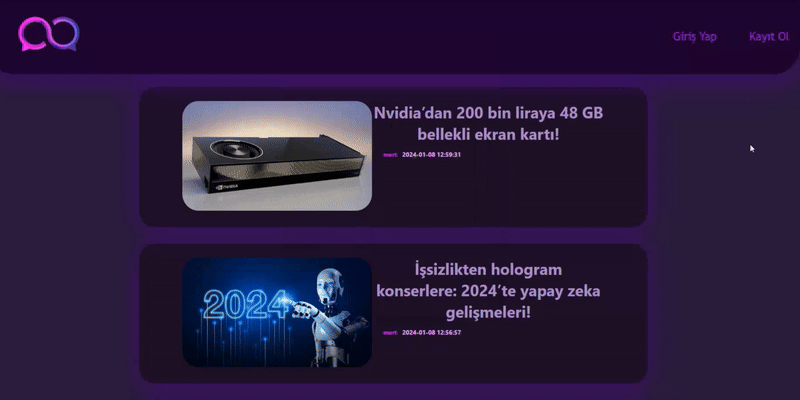 Giriş Yap
Kayıt Ol
Nvidia'dan 200 bin liraya 48 GB
bellekli ekran kartı!
mert 2024-01-08 12:59:31
İşsizlikten hologram
konserlere: 2024'te yapay zeka
gelişmeleri!
mert 2024-01-08 12:56:57
2024